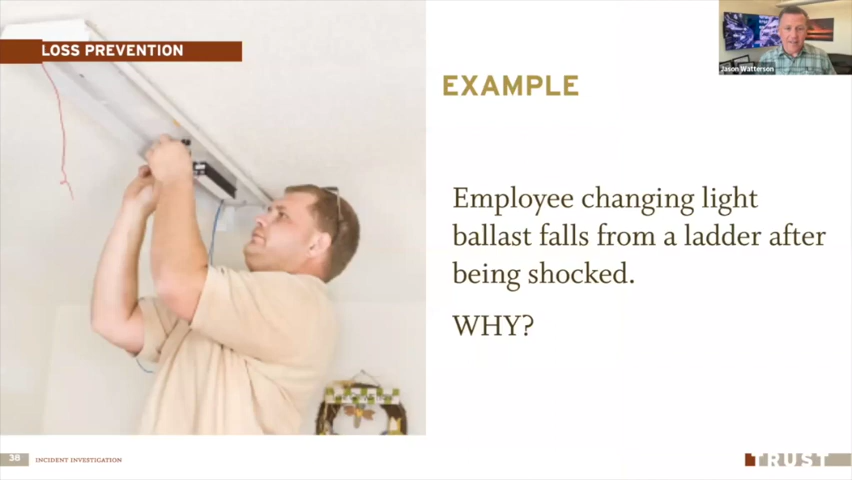 LOSS PREVENTION
Jason Watterson
EXAMPLE
Employee changing light
ballast falls from a ladder after
being shocked.
WHY?
38
INCIDENT INVESTIGATION
TRUST